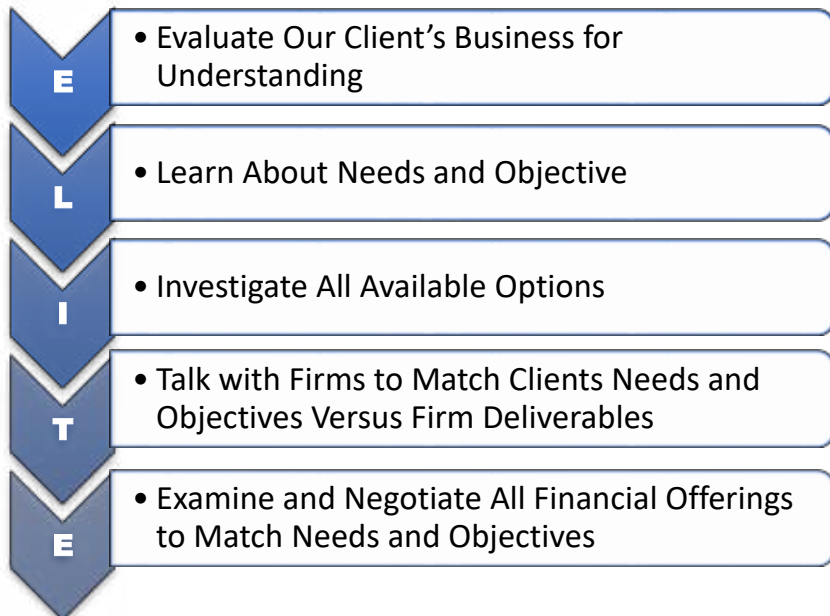 E
• Evaluate Our Client’s Business for
Understanding
L
• Learn About Needs and Objective
I
• Investigate All Available Options
T
• Talk with Firms to Match Clients Needs and
Objectives Versus Firm Deliverables
E
• Examine and Negotiate All Financial Offerings
to Match Needs and Objectives